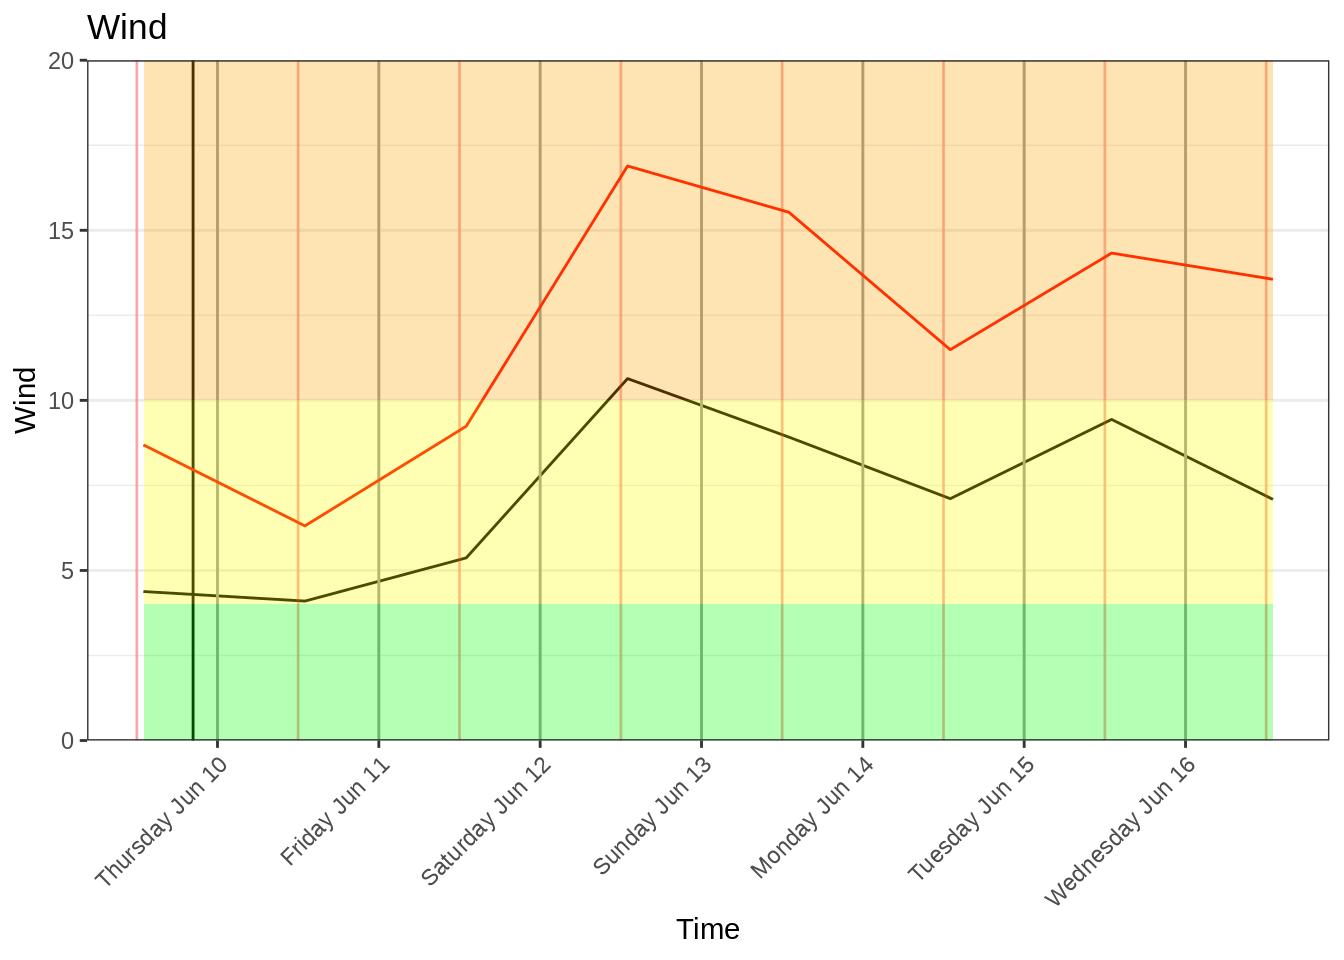 Wind
20
15
10
5
0
Wind
Thursday Jun 10
Friday Jun 11
Saturday Jun 12
Sunday Jun 13
Monday Jun 14
Tuesday Jun 15
Wednesday Jun 16
Time